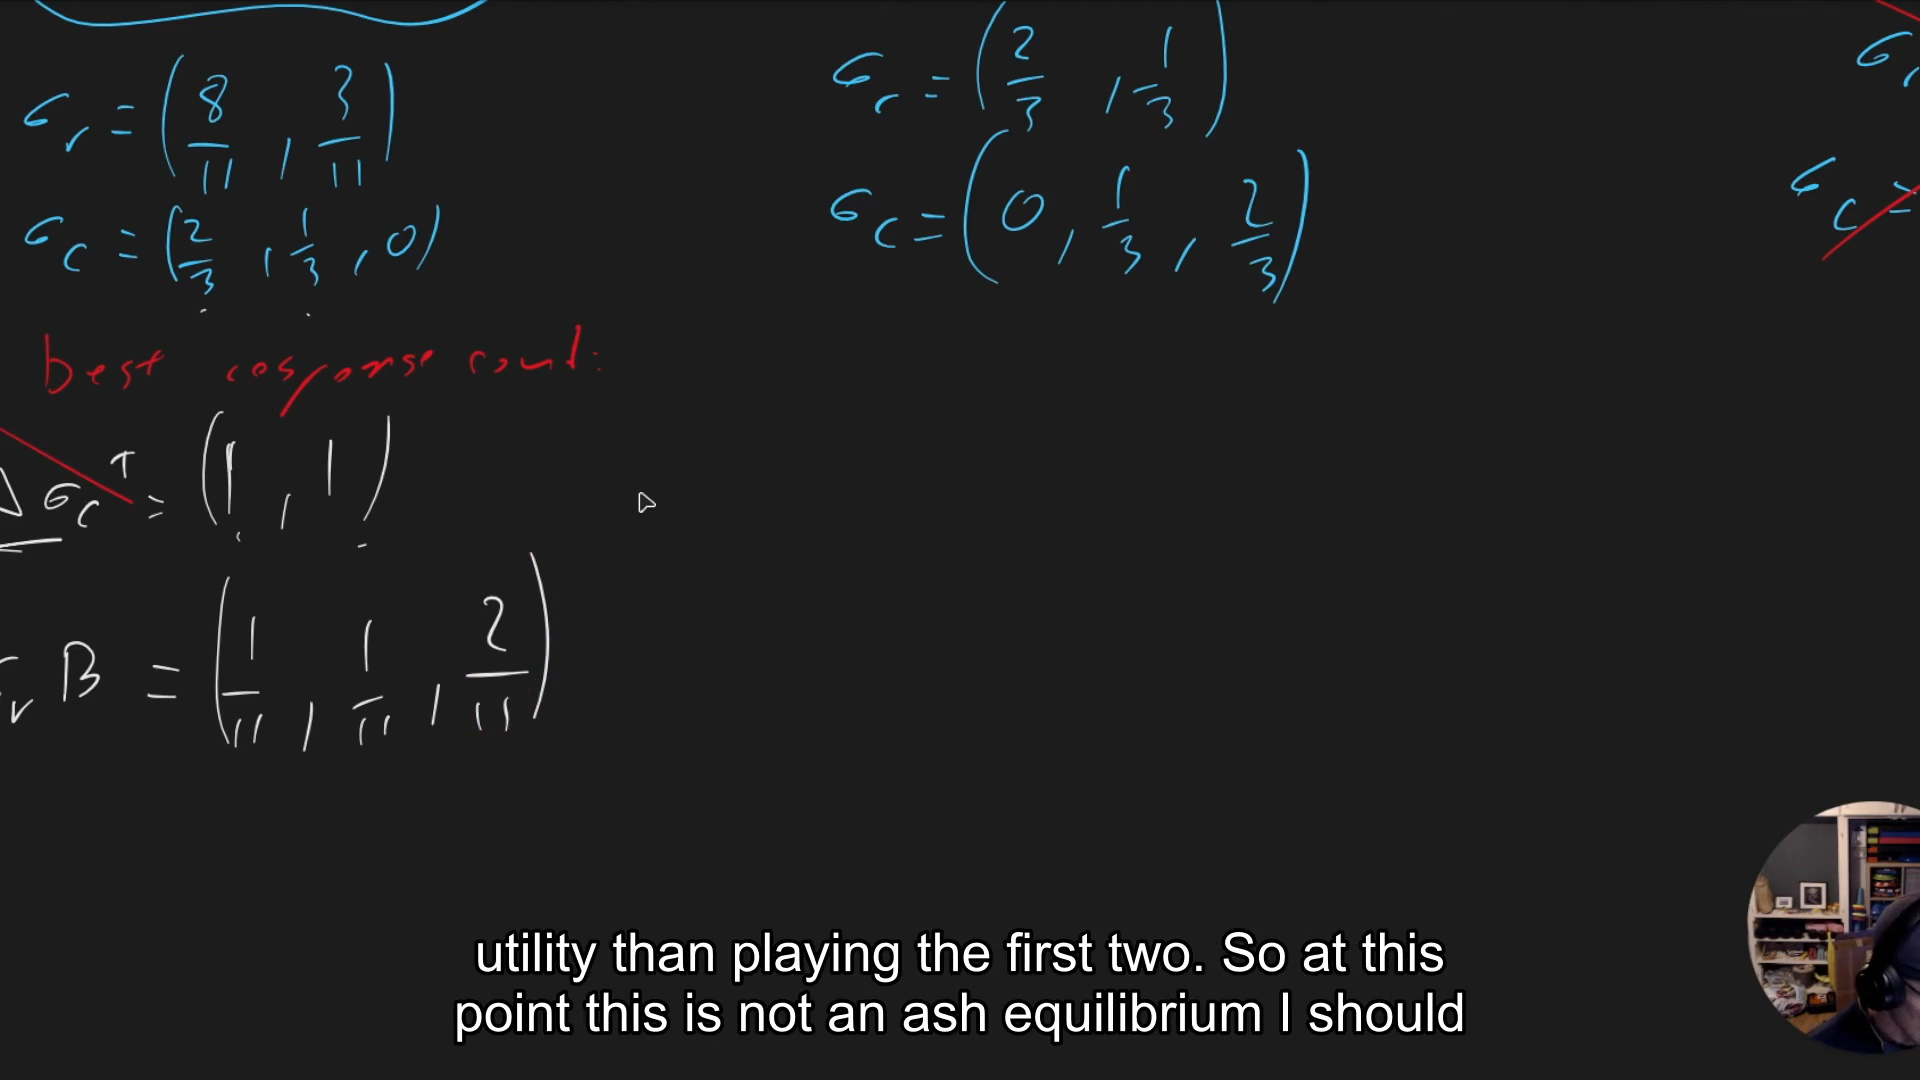 σr = (8/11, 3/11)
σc = (2/3, 1/3, 0)
best response cond:
σcᵀ = (1, 1)
σr B = (1/11, 1/11, 2/11)
σr = (2/3, 1/3)
σc = (0, 1/3, 2/3)
σr
σc =
utility than playing the first two. So at this
point this is not an ash equilibrium I should